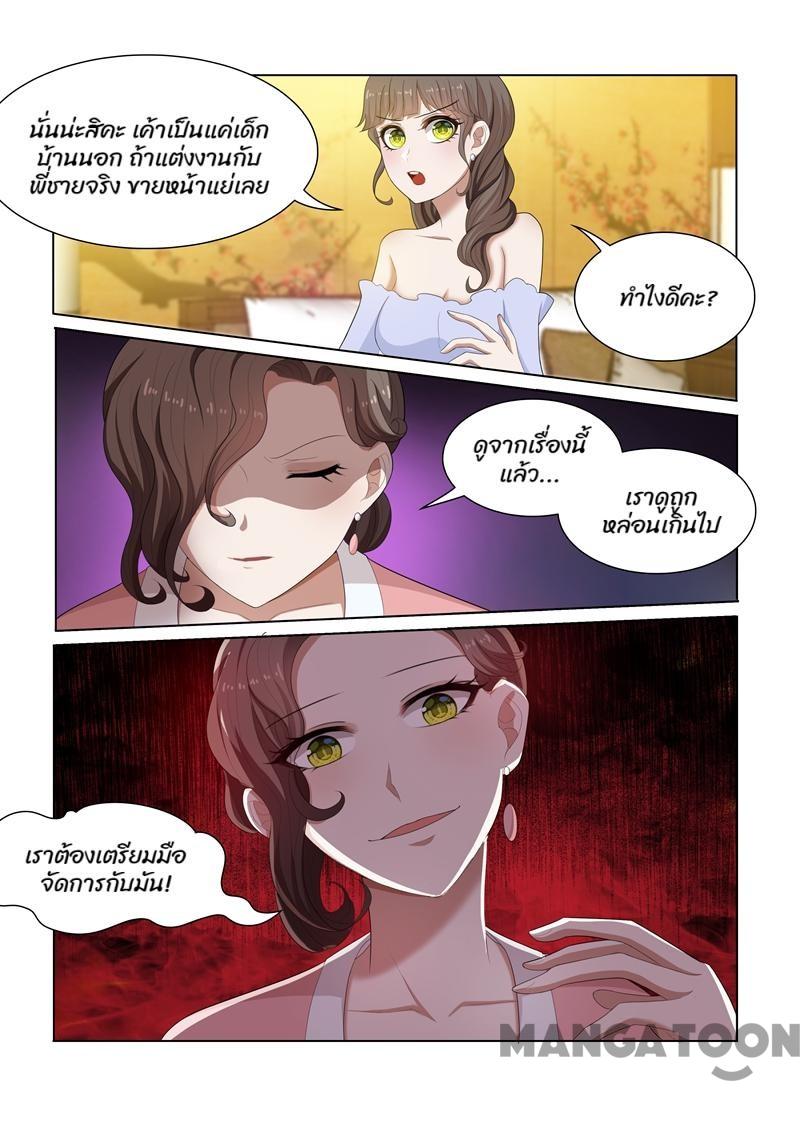 นั่นน่ะสิคะ เค้าเป็นแค่เด็ก
บ้านนอก ถ้าแต่งงานกับ
พี่ชายจริง ขายหน้าแย่เลย
ทำไงดีคะ?
ดูจากเรื่องนี้
แล้ว...
เราดูถูก
หล่อนเกินไป
เราต้องเตรียมมือ
จัดการกับมัน!
MANGATOON